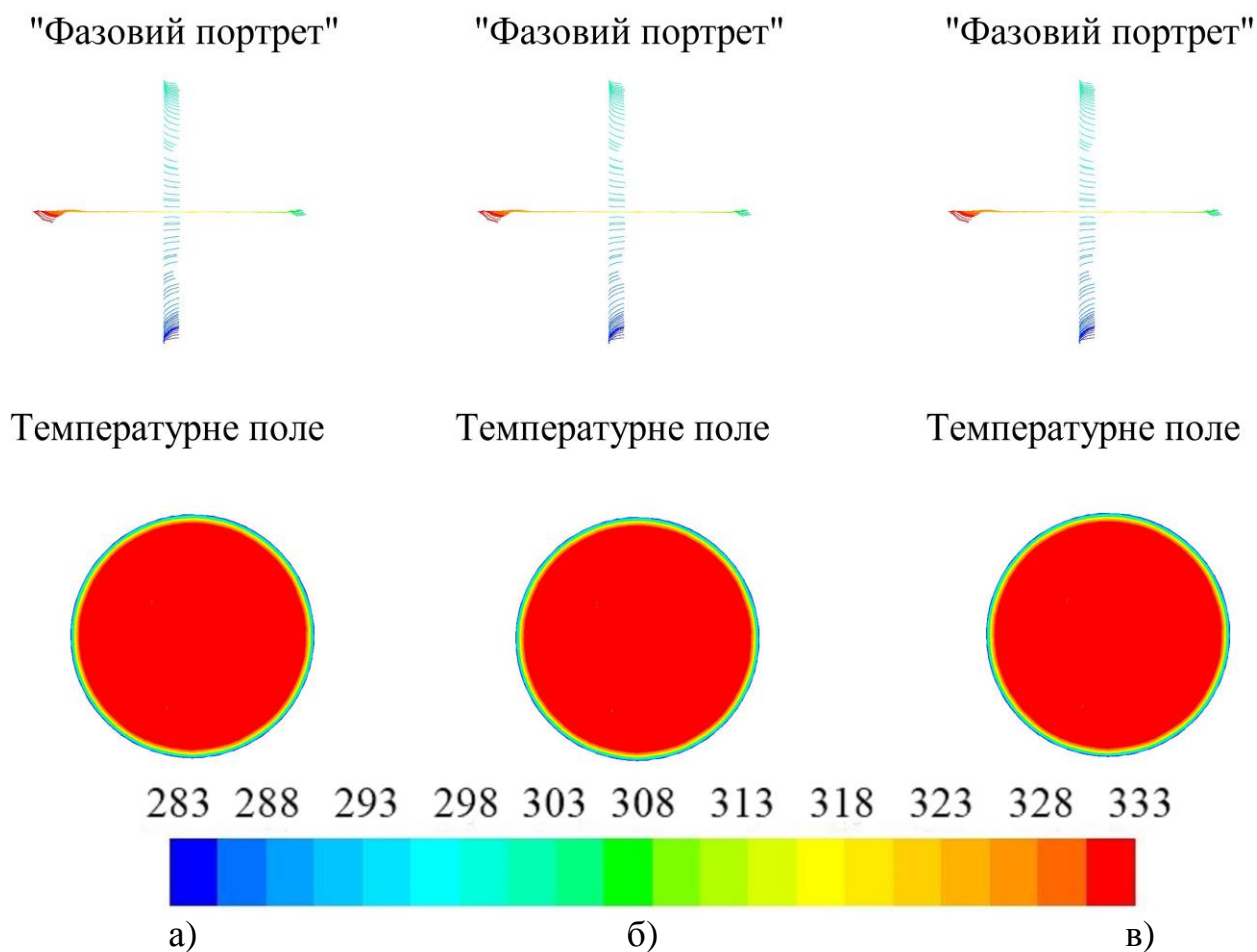 "Фазовий портрет" "Фазовий портрет" "Фазовий портрет"
Температурне поле Температурне поле Температурне поле
283 288 293 298 303 308 313 318 323 328 333
а) б) в)